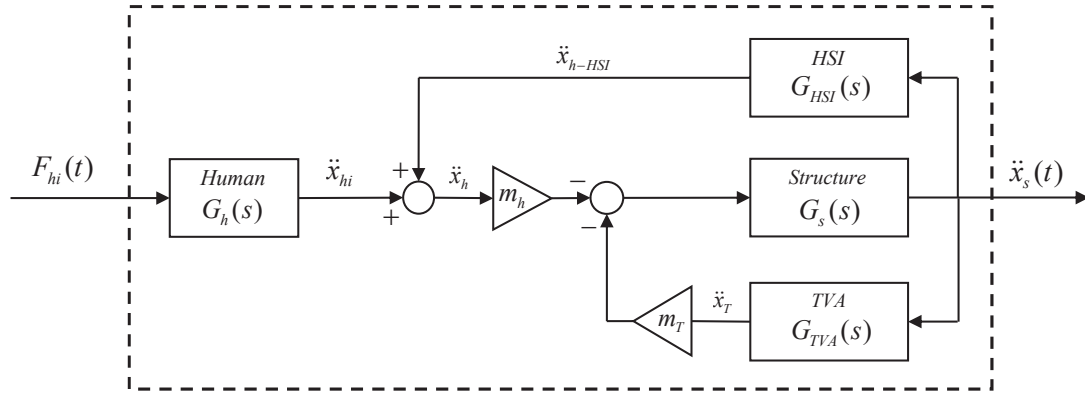 HSI
G_{HSI}(s)
ẍ_{h−HSI}
F_{hi}(t)
Human
G_h(s)
ẍ_{hi}
+
+
ẍ_h
m_h
−
−
Structure
G_s(s)
ẍ_s(t)
m_T
ẍ_T
TVA
G_{TVA}(s)